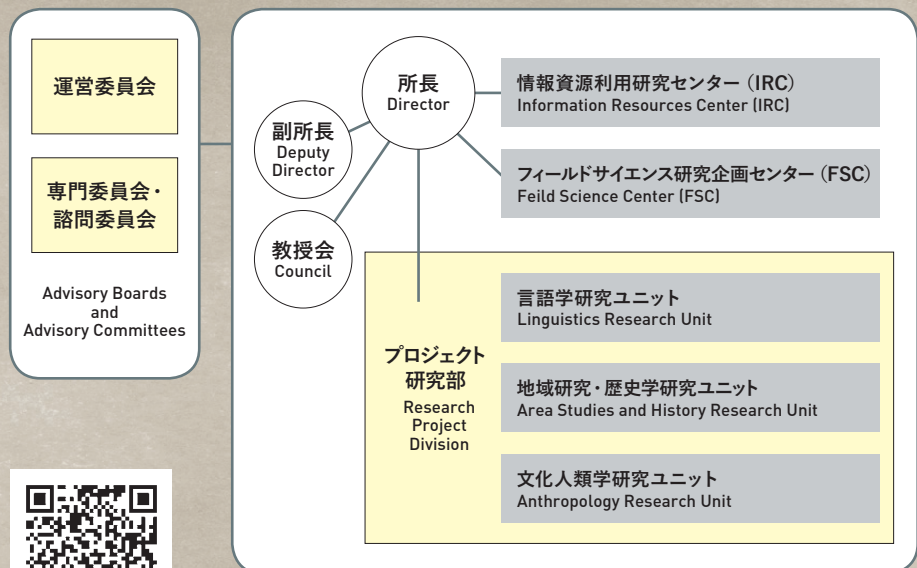 運営委員会
専門委員会・
諮問委員会
Advisory Boards
and
Advisory Committees
所長
Director
副所長
Deputy
Director
教授会
Council
情報資源利用研究センター（IRC）
Information Resources Center (IRC)
フィールドサイエンス研究企画センター（FSC）
Feild Science Center (FSC)
プロジェクト
研究部
Research
Project
Division
言語学研究ユニット
Linguistics Research Unit
地域研究・歴史学研究ユニット
Area Studies and History Research Unit
文化人類学研究ユニット
Anthropology Research Unit